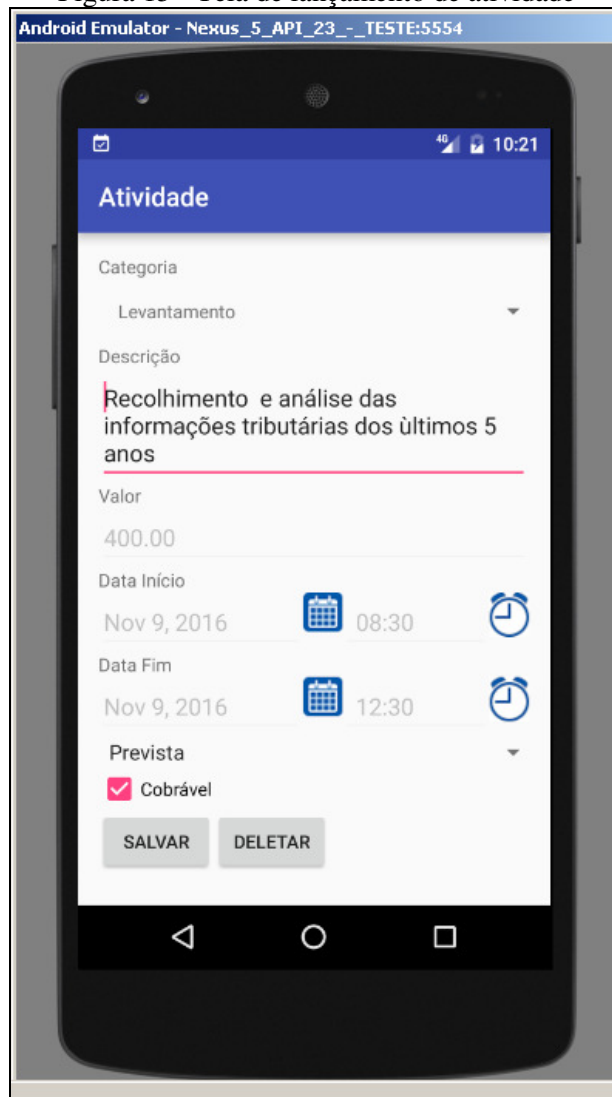 Android Emulator - Nexus_5_API_23_-_TESTE:5554
4G 10:21
Atividade
Categoria
Levantamento
Descrição
Recolhimento e análise das
informações tributárias dos ùltimos 5
anos
Valor
400.00
Data Início
Nov 9, 2016 08:30
Data Fim
Nov 9, 2016 12:30
Prevista
Cobrável
SALVAR DELETAR